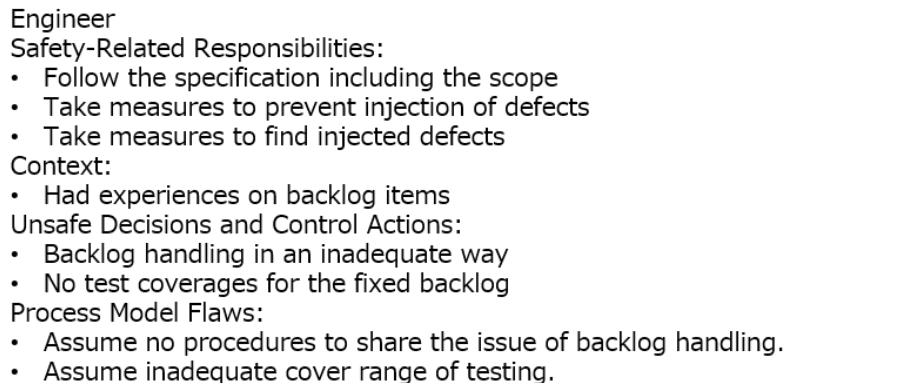 Engineer
Safety-Related Responsibilities:
• Follow the specification including the scope
• Take measures to prevent injection of defects
• Take measures to find injected defects
Context:
• Had experiences on backlog items
Unsafe Decisions and Control Actions:
• Backlog handling in an inadequate way
• No test coverages for the fixed backlog
Process Model Flaws:
• Assume no procedures to share the issue of backlog handling.
• Assume inadequate cover range of testing.